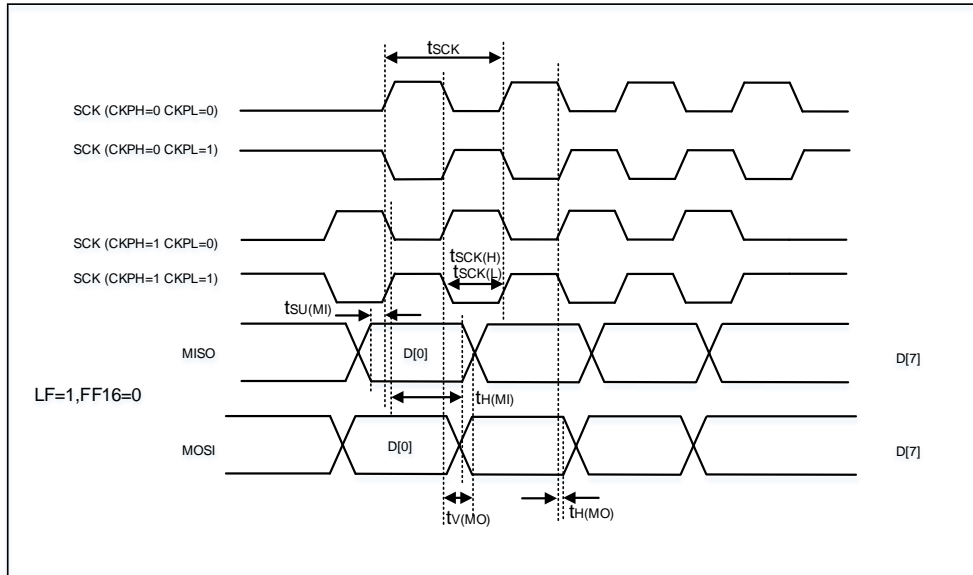 tSCK
SCK (CKPH=0 CKPL=0)
SCK (CKPH=0 CKPL=1)
SCK (CKPH=1 CKPL=0)
tSCK(H)
tSCK(L)
SCK (CKPH=1 CKPL=1)
tSU(MI)
MISO
D[0]
D[7]
LF=1,FF16=0
tH(MI)
MOSI
D[0]
D[7]
tV(MO)
tH(MO)